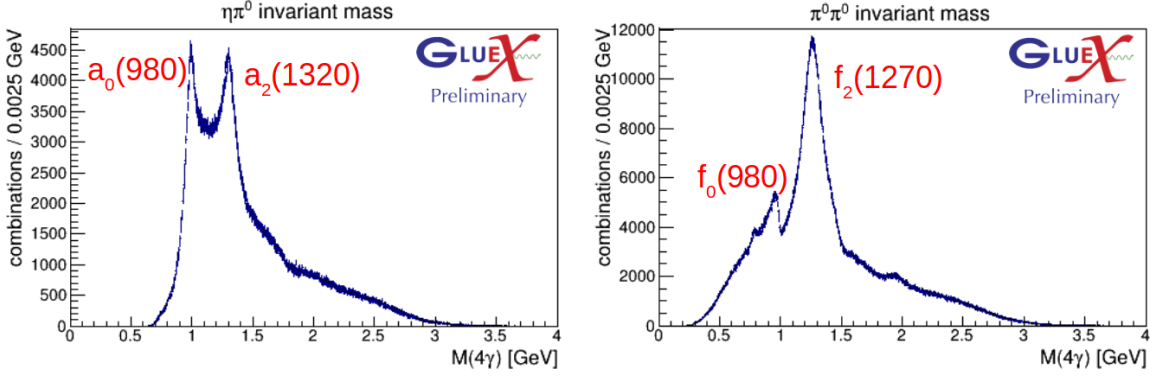 ηπ⁰ invariant mass
combinations / 0.0025 GeV
4500
4000
3500
3000
2500
2000
1500
1000
500
0
a₀(980)
a₂(1320)
GLUEX
Preliminary
0 0.5 1 1.5 2 2.5 3 3.5 4
M(4γ) [GeV]
π⁰π⁰ invariant mass
combinations / 0.0025 GeV
12000
10000
8000
6000
4000
2000
0
f₀(980)
f₂(1270)
GLUEX
Preliminary
0 0.5 1 1.5 2 2.5 3 3.5 4
M(4γ) [GeV]